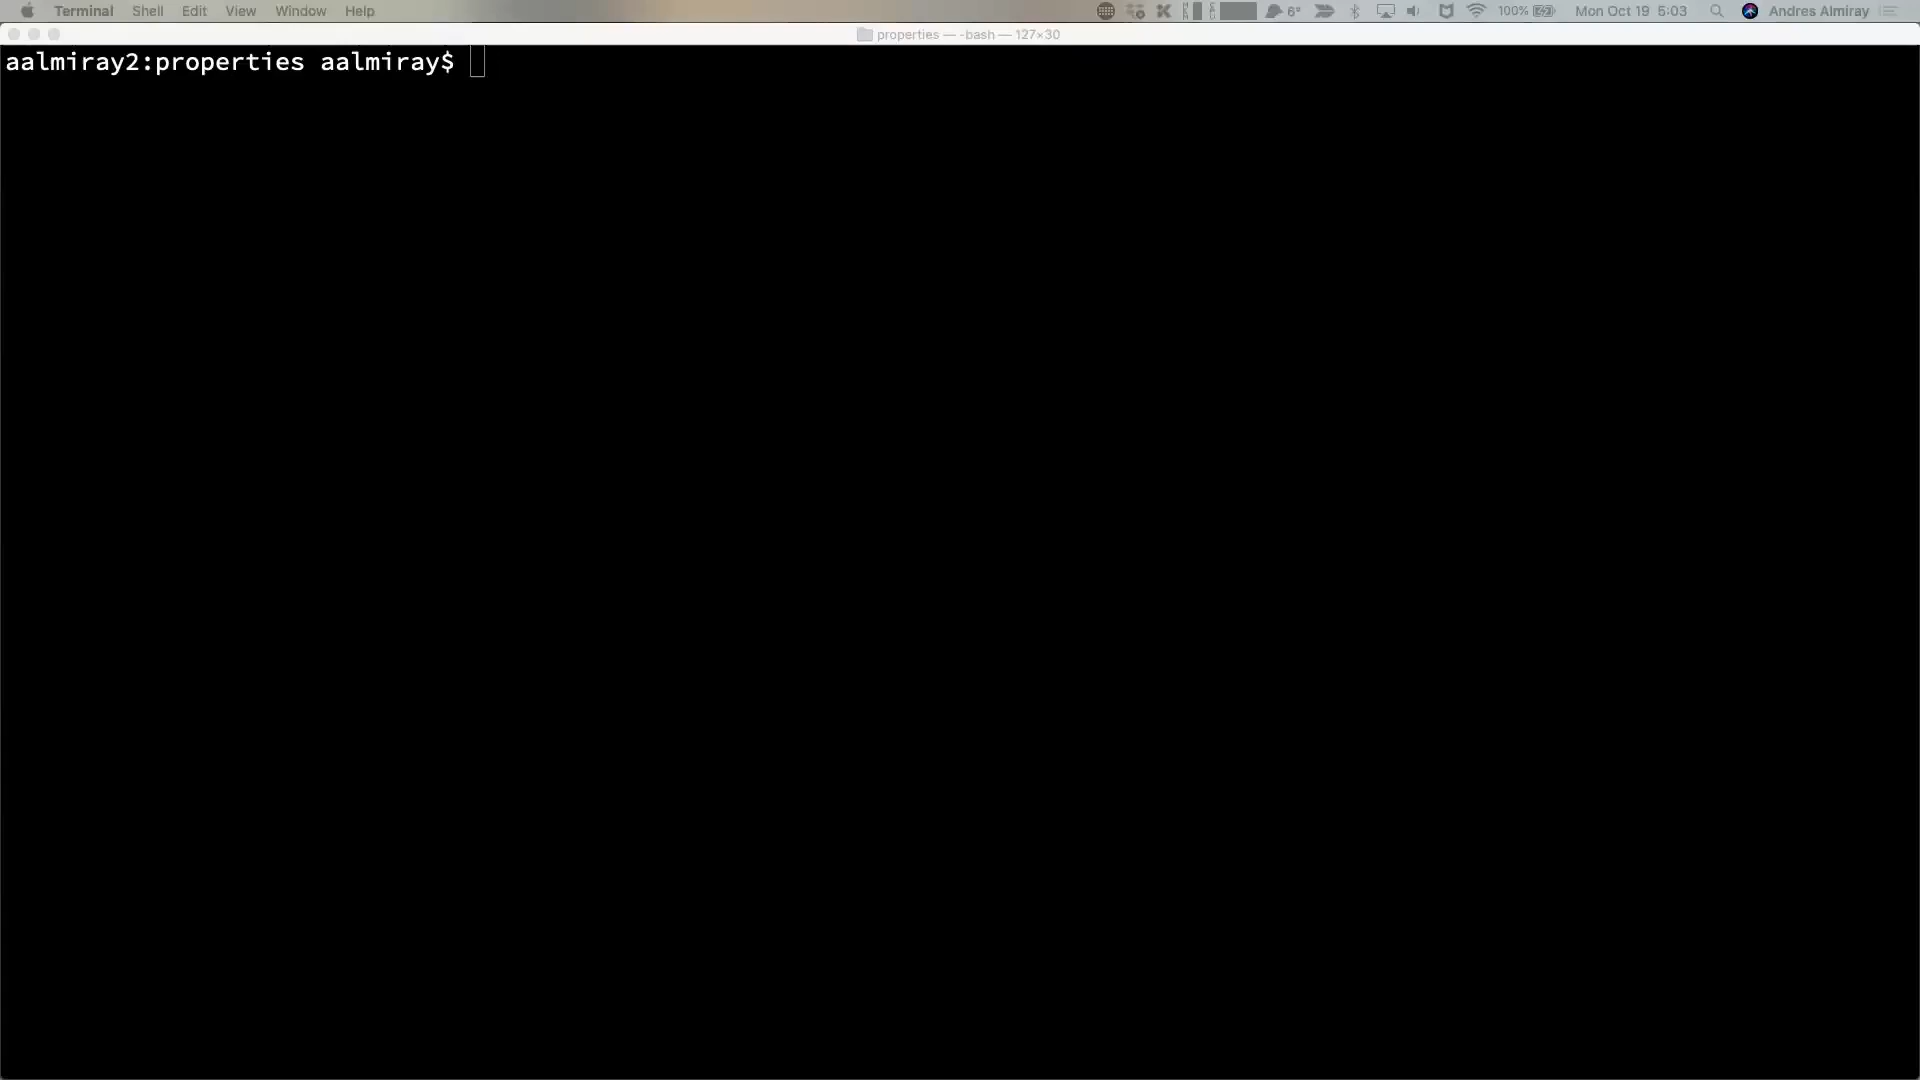 Terminal Shell Edit View Window Help 6° 100% Mon Oct 19 5:03 Andres Almiray
properties — -bash — 127×30
aalmiray2:properties aalmiray$